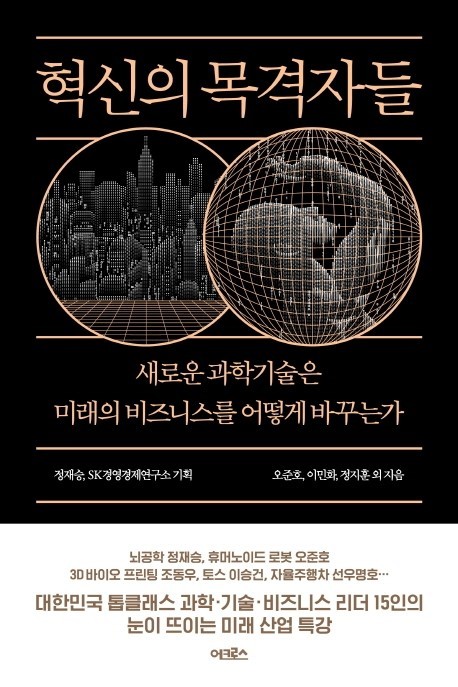 혁신의 목격자들
새로운 과학기술은
미래의 비즈니스를 어떻게 바꾸는가
정재승, SK경영경제연구소 기획
오준호, 이민화, 정지훈 외 지음
뇌공학 정재승, 휴머노이드 로봇 오준호
3D 바이오 프린팅 조동우, 토스 이승건, 자율주행차 선우명호…
대한민국 톱클래스 과학·기술·비즈니스 리더 15인의
눈이 뜨이는 미래 산업 특강
어크로스